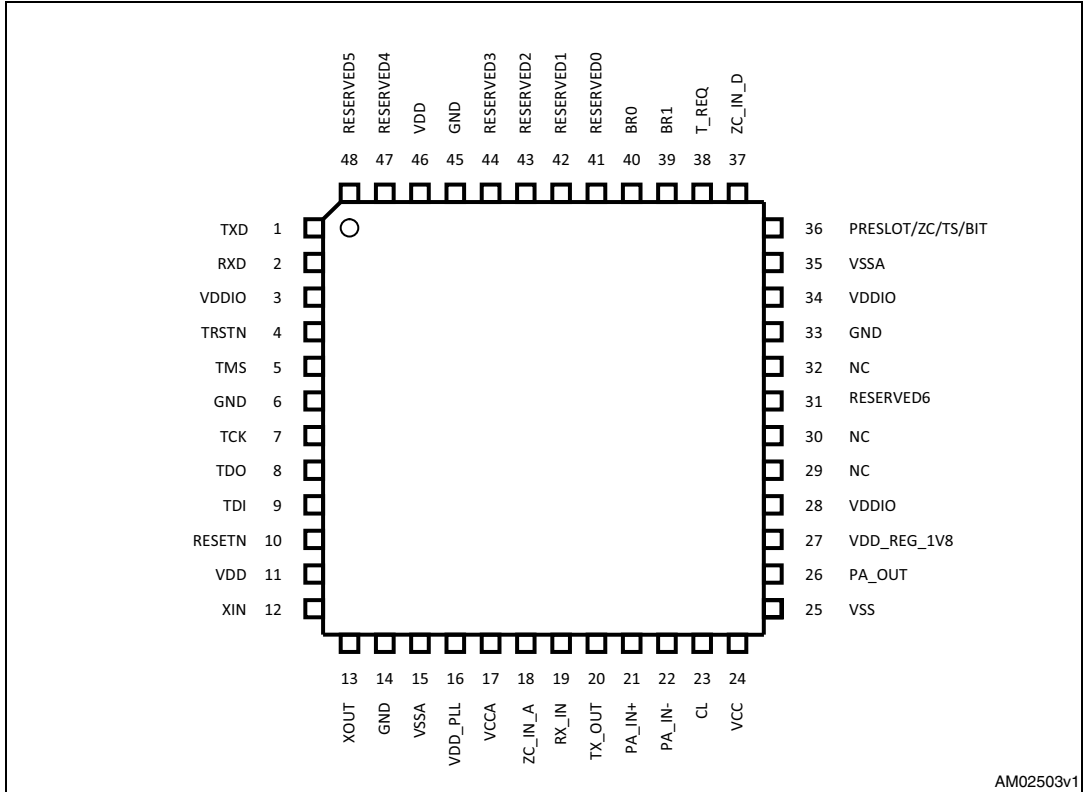 RESERVED5
RESERVED4
VDD
GND
RESERVED3
RESERVED2
RESERVED1
RESERVED0
BR0
BR1
T_REQ
ZC_IN_D
48 47 46 45 44 43 42 41 40 39 38 37
TXD 1
RXD 2
VDDIO 3
TRSTN 4
TMS 5
GND 6
TCK 7
TDO 8
TDI 9
RESETN 10
VDD 11
XIN 12
36 PRESLOT/ZC/TS/BIT
35 VSSA
34 VDDIO
33 GND
32 NC
31 RESERVED6
30 NC
29 NC
28 VDDIO
27 VDD_REG_1V8
26 PA_OUT
25 VSS
13 14 15 16 17 18 19 20 21 22 23 24
XOUT
GND
VSSA
VDD_PLL
VCCA
ZC_IN_A
RX_IN
TX_OUT
PA_IN+
PA_IN-
CL
VCC
AM02503v1